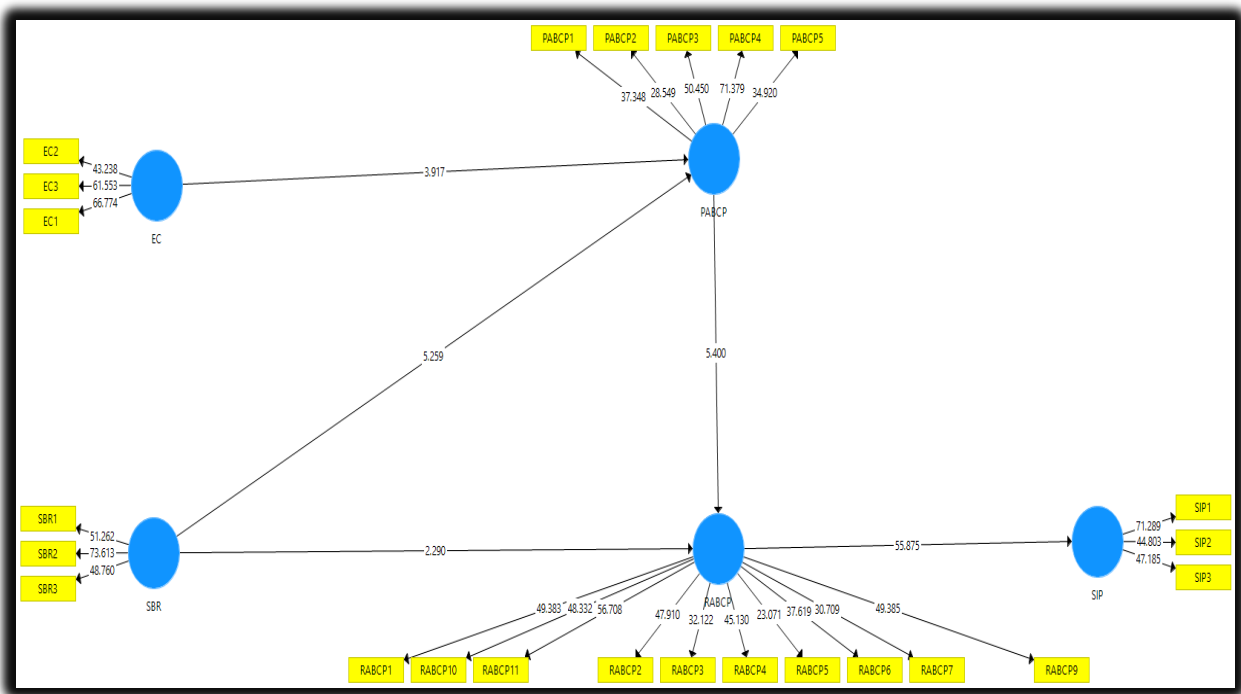 PABCP1 PABCP2 PABCP3 PABCP4 PABCP5
37.348 28.549 50.450 71.379 34.920
EC2
EC3
EC1
43.238
61.553
66.774
EC
3.917
PABCP
5.259
5.400
SBR1
SBR2
SBR3
51.262
73.613
48.760
SBR
2.290
RABCP
55.875
SIP
71.289
44.803
47.185
SIP1
SIP2
SIP3
49.383 48.332 56.708 47.910 32.122 45.130 23.071 37.619 30.709 49.385
RABCP1 RABCP10 RABCP11 RABCP2 RABCP3 RABCP4 RABCP5 RABCP6 RABCP7 RABCP9